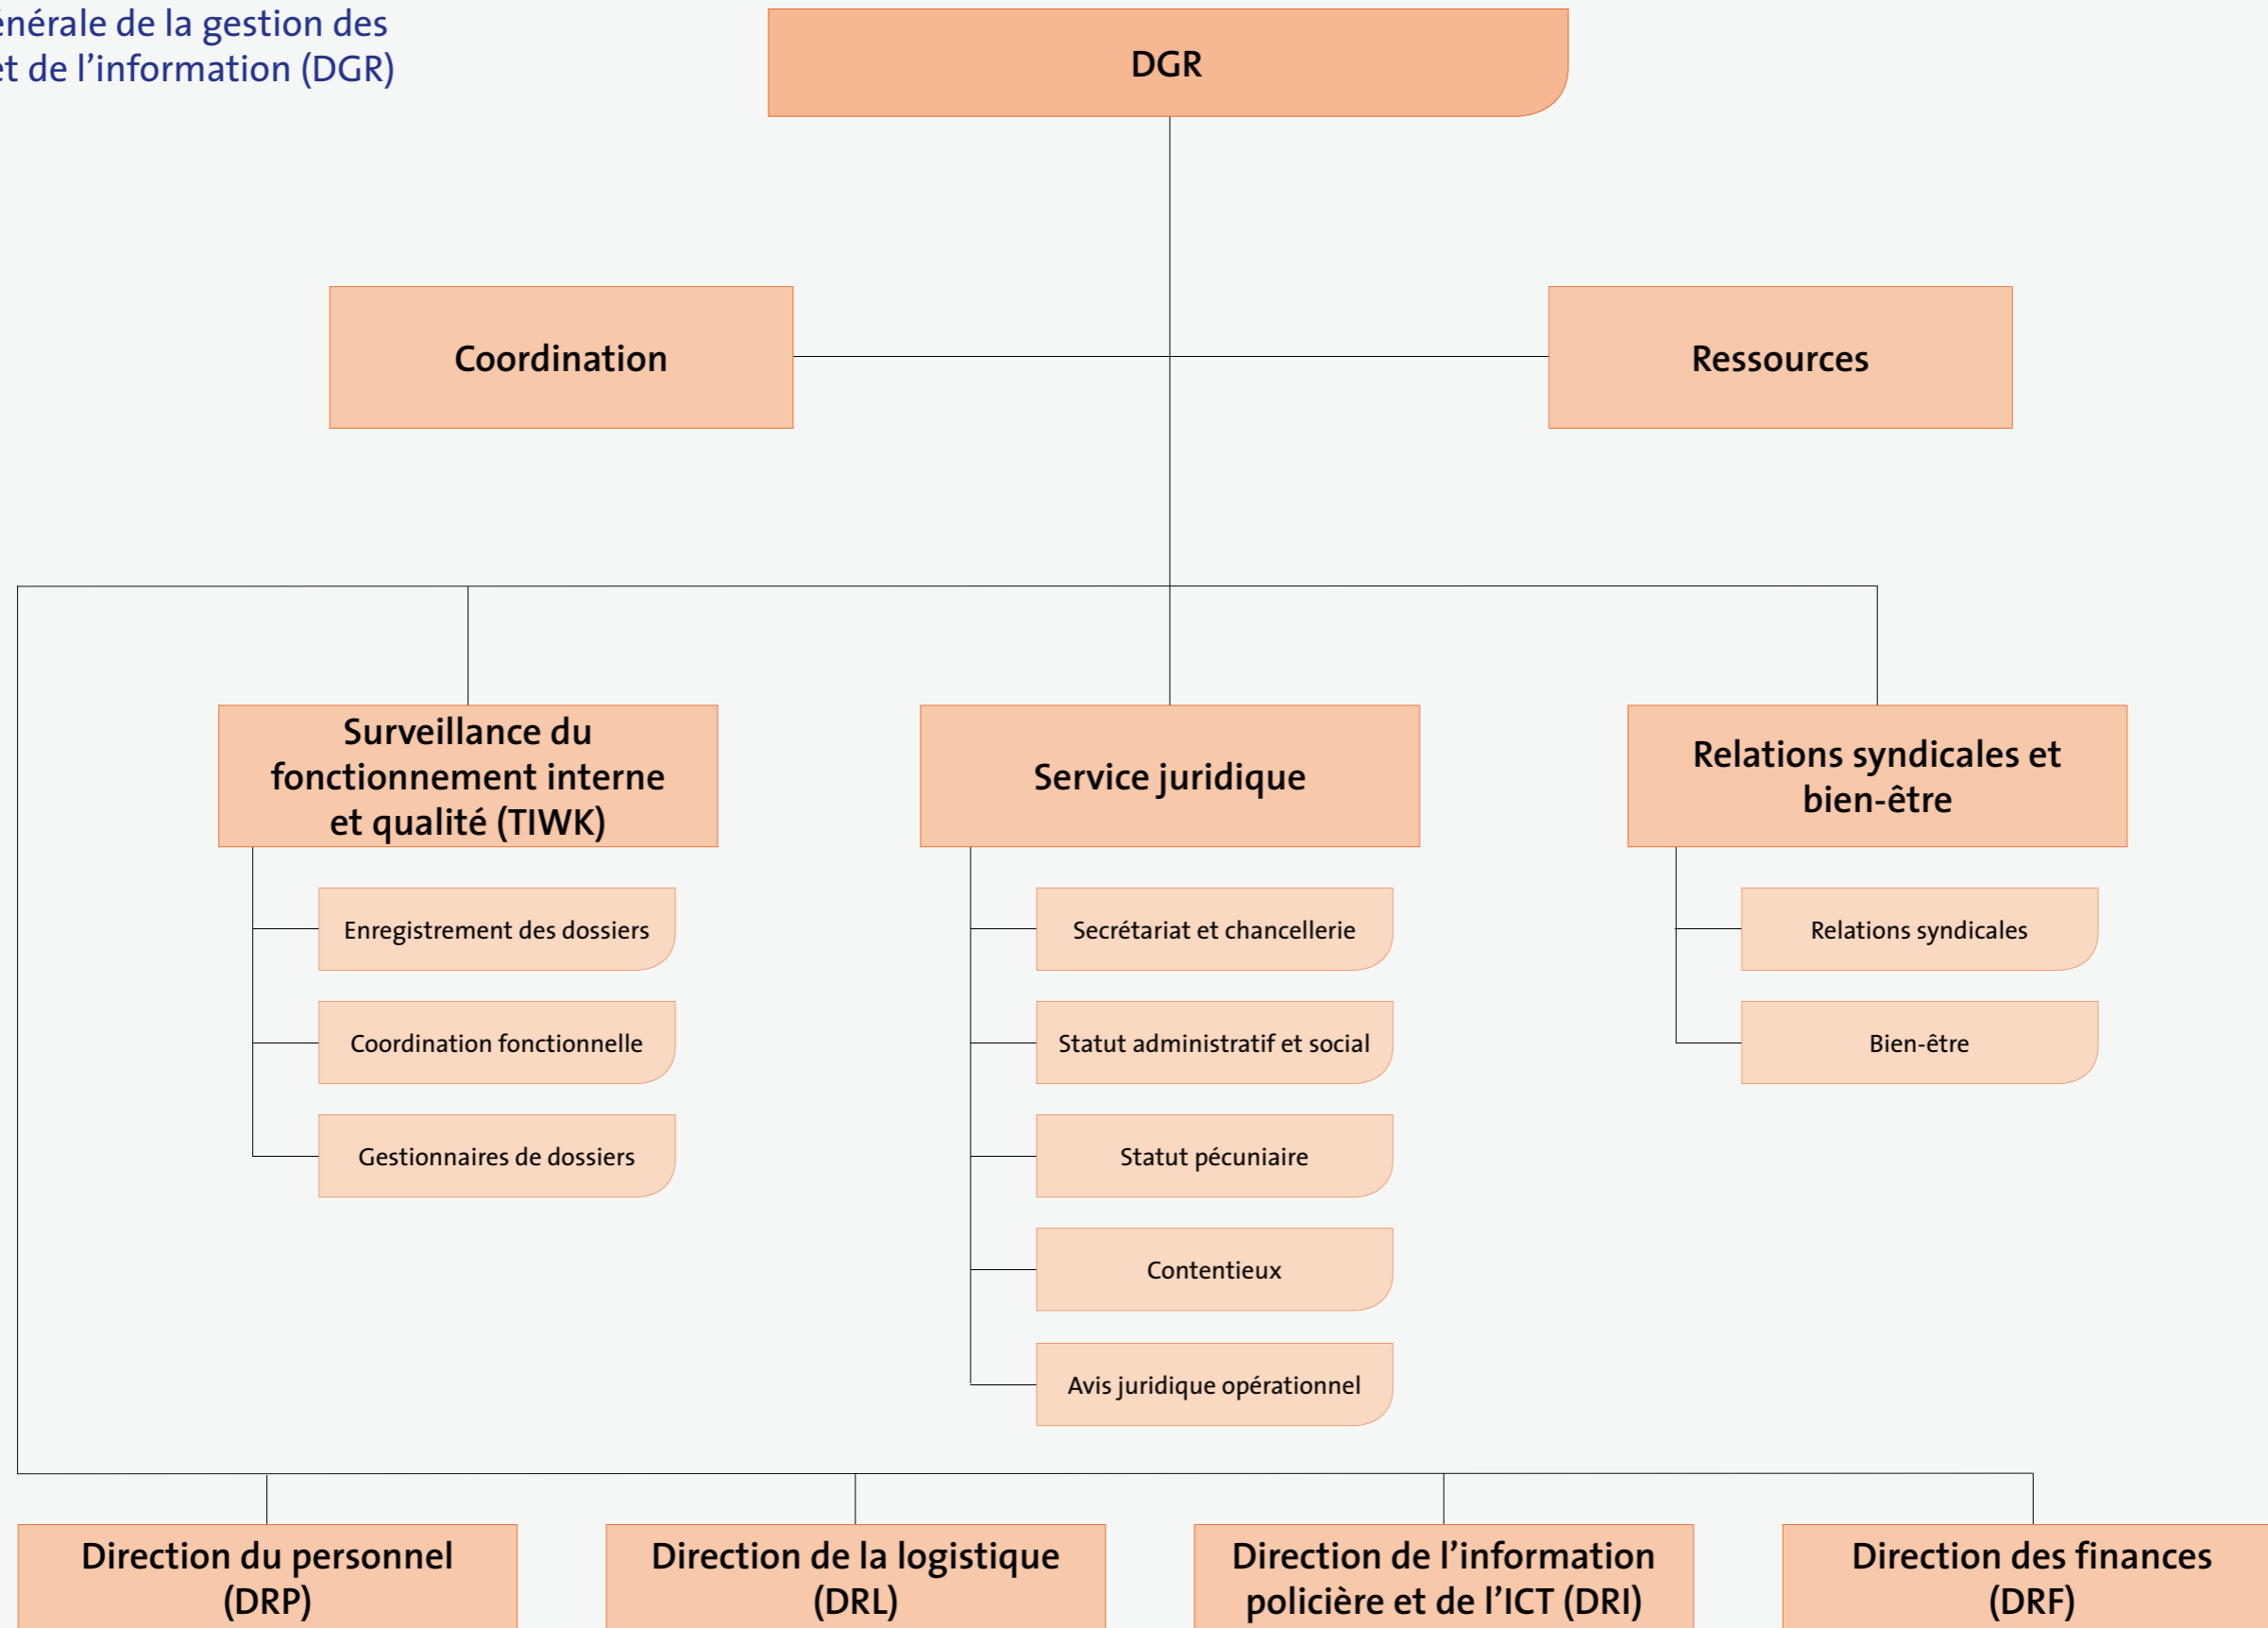 énérale de la gestion des
et de l’information (DGR)
DGR
Coordination
Ressources
Surveillance du
fonctionnement interne
et qualité (TIWK)
Service juridique
Relations syndicales et
bien-être
Enregistrement des dossiers
Secrétariat et chancellerie
Relations syndicales
Coordination fonctionnelle
Statut administratif et social
Bien-être
Gestionnaires de dossiers
Statut pécuniaire
Contentieux
Avis juridique opérationnel
Direction du personnel
(DRP)
Direction de la logistique
(DRL)
Direction de l’information
policière et de l’ICT (DRI)
Direction des finances
(DRF)